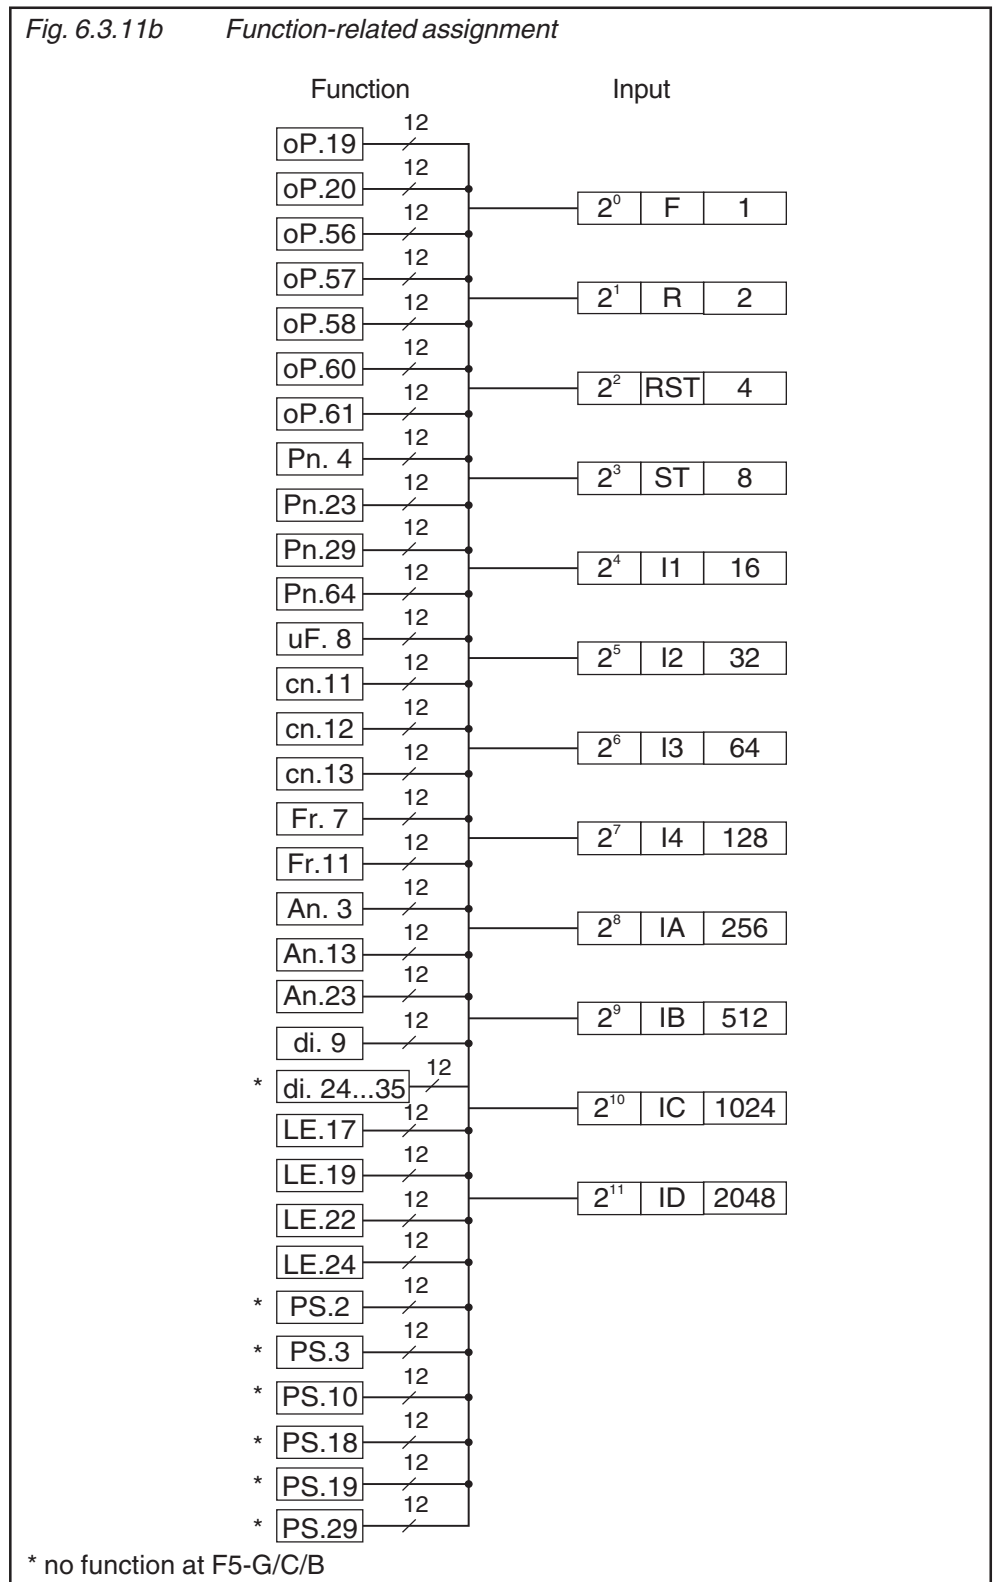 Fig. 6.3.11b Function-related assignment
Function Input
12
oP.19
12
oP.20
2⁰ F 1
12
oP.56
12
oP.57
2¹ R 2
12
oP.58
12
oP.60
2² RST 4
12
oP.61
12
Pn. 4
2³ ST 8
12
Pn.23
12
Pn.29
2⁴ I1 16
12
Pn.64
12
uF. 8
2⁵ I2 32
12
cn.11
12
cn.12
2⁶ I3 64
12
cn.13
12
Fr. 7
2⁷ I4 128
12
Fr.11
12
An. 3
2⁸ IA 256
12
An.13
12
An.23
2⁹ IB 512
12
di. 9
12
* di. 24...35
2¹⁰ IC 1024
12
LE.17
12
LE.19
2¹¹ ID 2048
12
LE.22
12
LE.24
12
* PS.2
12
* PS.3
12
* PS.10
12
* PS.18
12
* PS.19
12
* PS.29
* no function at F5-G/C/B